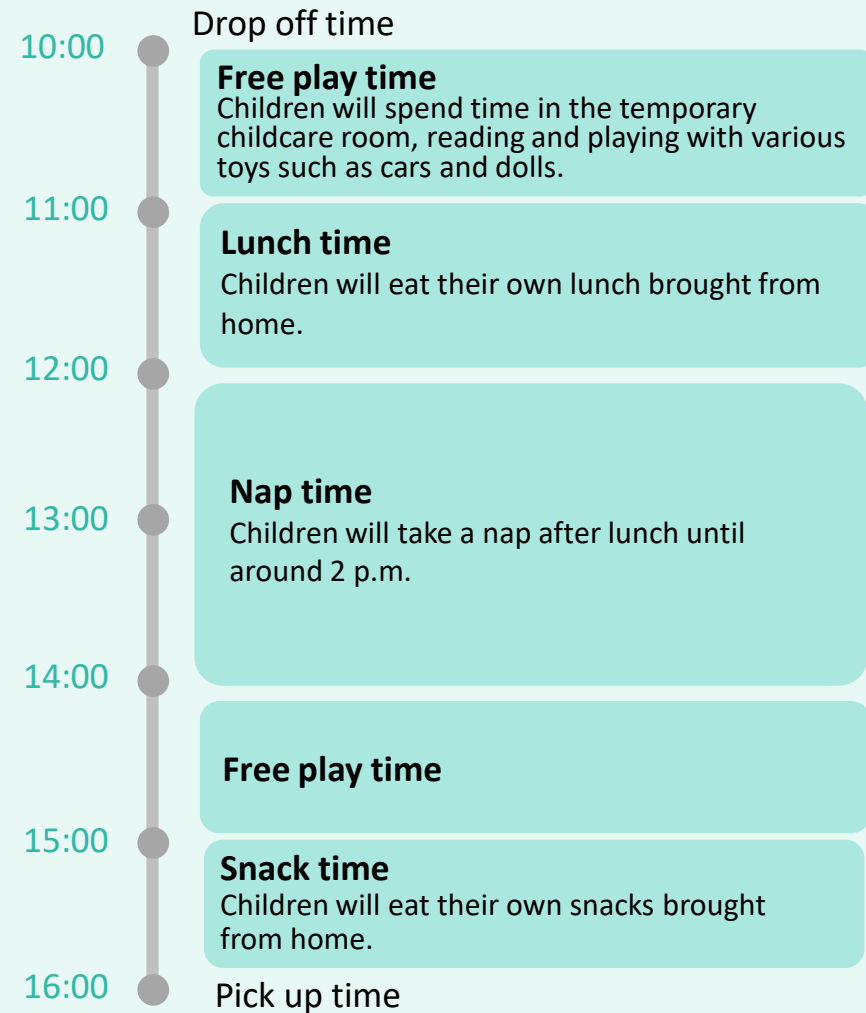 10:00
Drop off time
Free play time
Children will spend time in the temporary
childcare room, reading and playing with various
toys such as cars and dolls.
11:00
Lunch time
Children will eat their own lunch brought from
home.
12:00
Nap time
Children will take a nap after lunch until
around 2 p.m.
13:00
14:00
Free play time
15:00
Snack time
Children will eat their own snacks brought
from home.
16:00
Pick up time